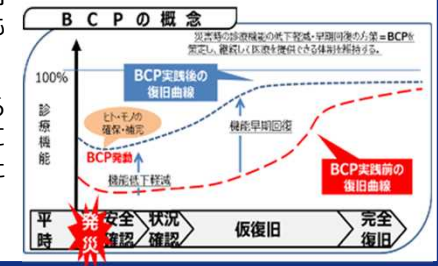 BCPの概念
災害時の診療機能の低下軽減・早期回復の方策=BCPを
策定し、継続して医療を提供できる体制を維持する。
100%
BCP実践後の
復旧曲線
診療機能
ヒト・モノの
確保・補完
BCP発動
機能早期回復
機能低下軽減
BCP実践前の
復旧曲線
平時
発災
安全確認
状況確認
仮復旧
完全復旧